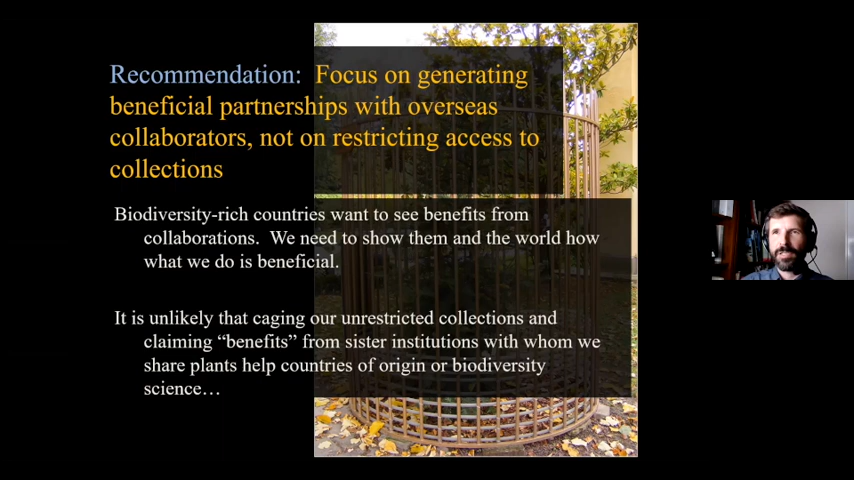 Recommendation: Focus on generating
beneficial partnerships with overseas
collaborators, not on restricting access to
collections
Biodiversity-rich countries want to see benefits from
collaborations. We need to show them and the world how
what we do is beneficial.
It is unlikely that caging our unrestricted collections and
claiming “benefits” from sister institutions with whom we
share plants help countries of origin or biodiversity
science…